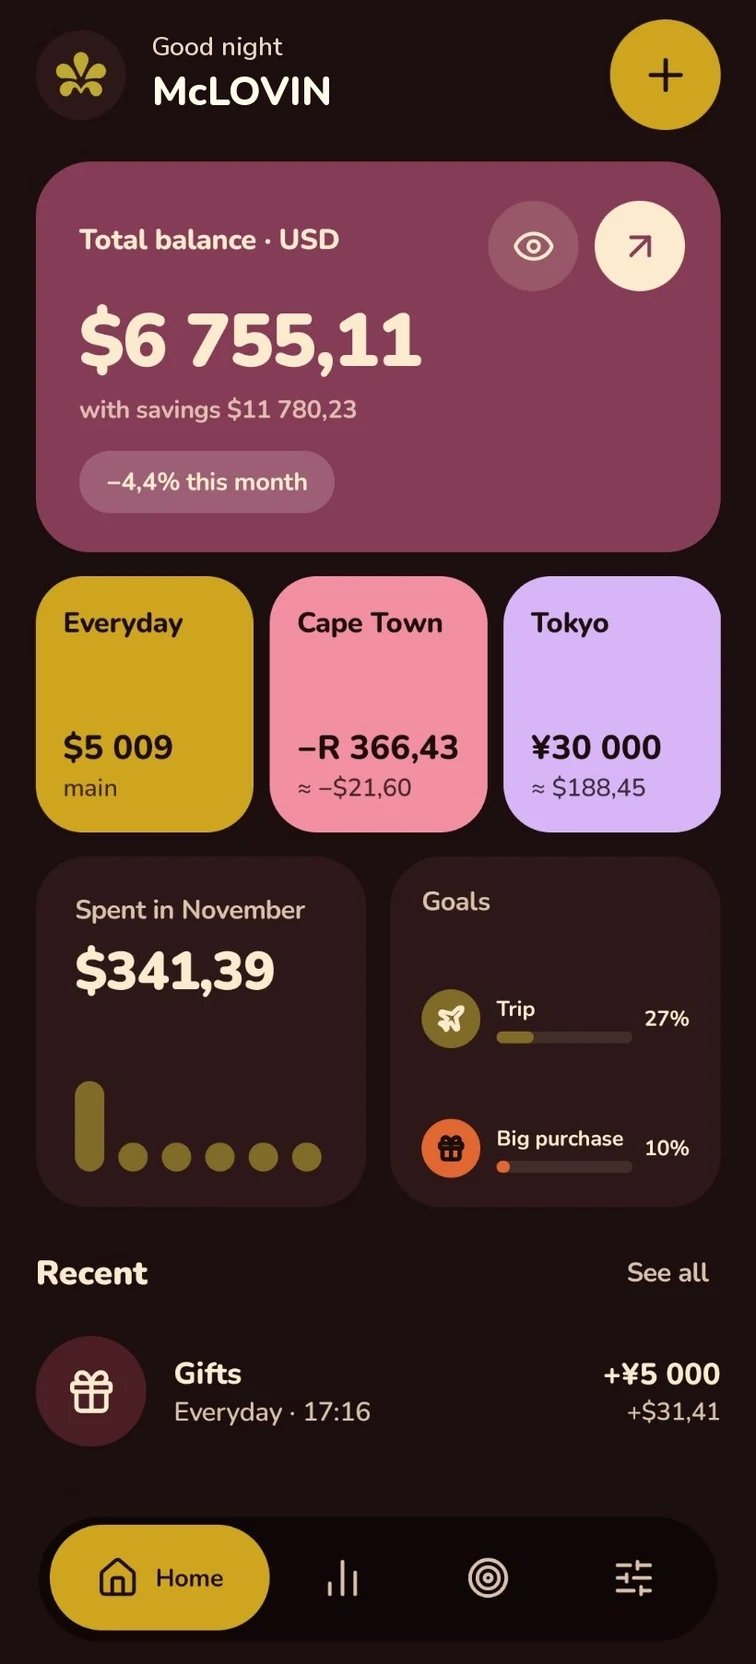 Good night
McLOVIN
Total balance · USD
$6 755,11
with savings $11 780,23
−4,4% this month
Everyday
$5 009
main
Cape Town
−R 366,43
≈ −$21,60
Tokyo
¥30 000
≈ $188,45
Spent in November
$341,39
Goals
Trip
27%
Big purchase
10%
Recent
See all
Gifts
+¥5 000
Everyday · 17:16
+$31,41
Home